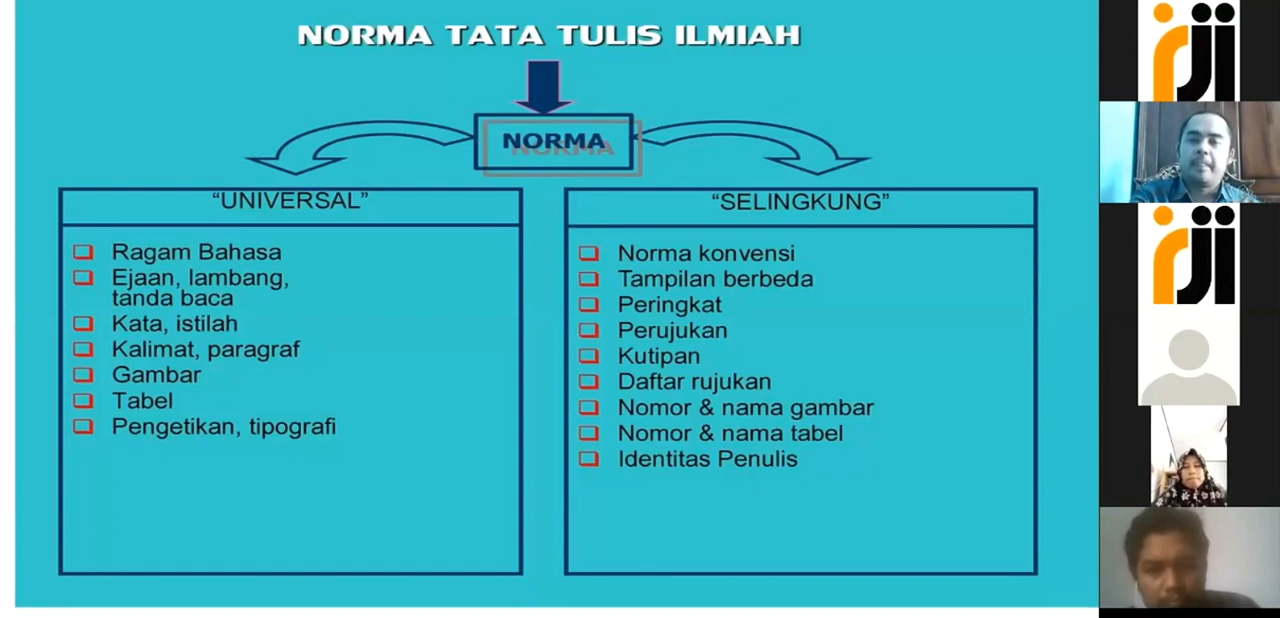 NORMA TATA TULIS ILMIAH
NORMA
"UNIVERSAL"
Ragam Bahasa
Ejaan, lambang,
tanda baca
Kata, istilah
Kalimat, paragraf
Gambar
Tabel
Pengetikan, tipografi
"SELINGKUNG"
Norma konvensi
Tampilan berbeda
Peringkat
Perujukan
Kutipan
Daftar rujukan
Nomor & nama gambar
Nomor & nama tabel
Identitas Penulis
rji
rji